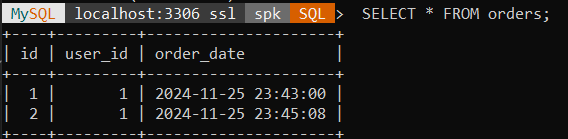 MySQL localhost:3306 ssl spk SQL > SELECT * FROM orders;
+----+---------+---------------------+
| id | user_id | order_date          |
+----+---------+---------------------+
|  1 |       1 | 2024-11-25 23:43:00 |
|  2 |       1 | 2024-11-25 23:45:08 |
+----+---------+---------------------+